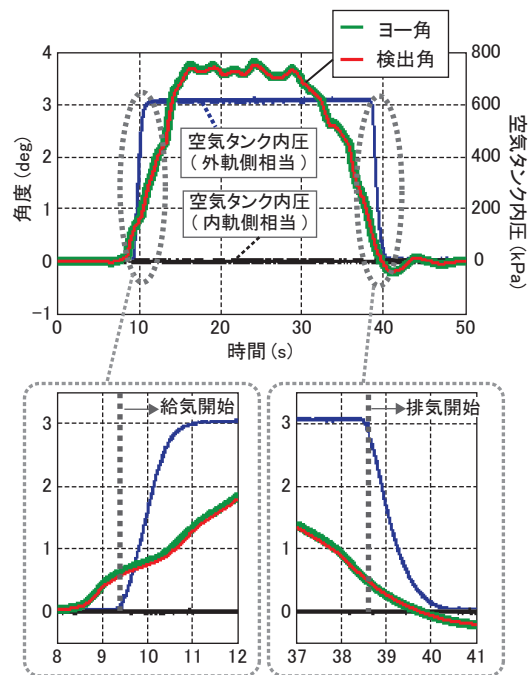 ヨー角
検出角
4
3
2
1
0
-1
角度 (deg)
800
600
400
200
0
空気タンク内圧 (kPa)
空気タンク内圧
（外軌側相当）
空気タンク内圧
（内軌側相当）
0 10 20 30 40 50
時間 (s)
給気開始
3
2
1
0
8 9 10 11 12
排気開始
3
2
1
0
37 38 39 40 41